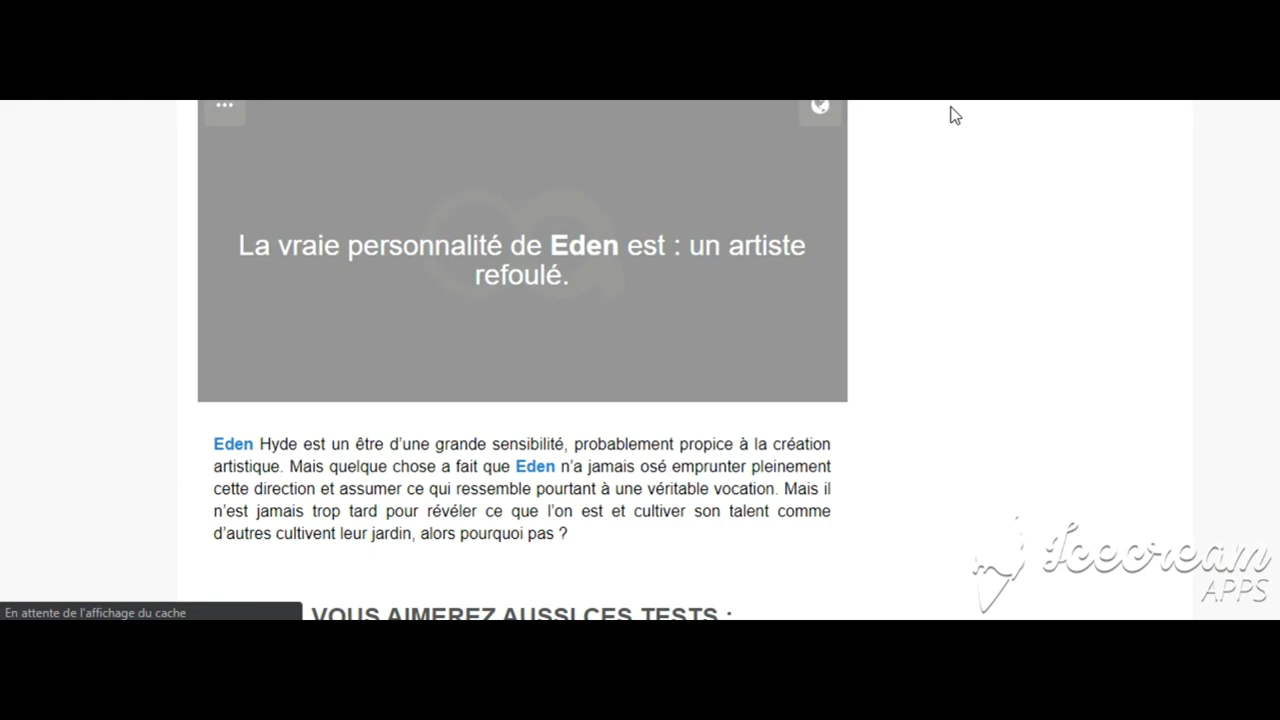 La vraie personnalité de Eden est : un artiste
refoulé.
Eden Hyde est un être d'une grande sensibilité, probablement propice à la création
artistique. Mais quelque chose a fait que Eden n'a jamais osé emprunter pleinement
cette direction et assumer ce qui ressemble pourtant à une véritable vocation. Mais il
n'est jamais trop tard pour révéler ce que l'on est et cultiver son talent comme
d'autres cultivent leur jardin, alors pourquoi pas ?
Icecream
APPS
En attente de l'affichage du cache
VOUS AIMEREZ AUSSI CES TESTS :